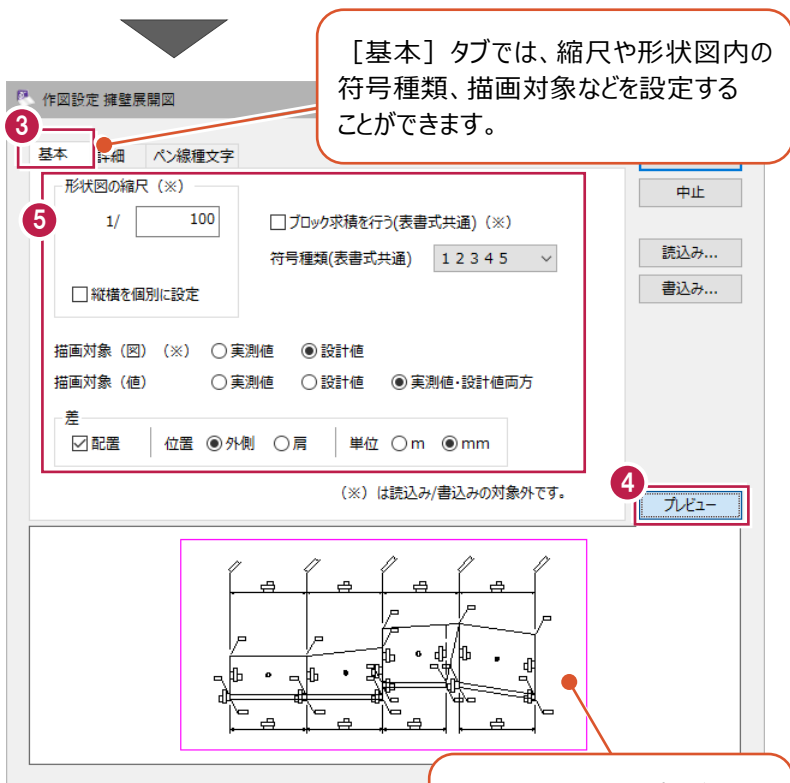 ［基本］タブでは、縮尺や形状図内の
符号種類、描画対象などを設定する
ことができます。
作図設定 擁壁展開図
3
基本 詳細 ペン線種文字
中止
形状図の縮尺（※）
5
1/ 100 ブロック求積を行う(表書式共通)（※）
読込み...
符号種類(表書式共通) 1 2 3 4 5
書込み...
縦横を個別に設定
描画対象（図）（※） 実測値 設計値
描画対象（値） 実測値 設計値 実測値・設計値両方
差
配置 位置 外側 肩 単位 m mm
（※）は読込み/書込みの対象外です。
4
プレビュー